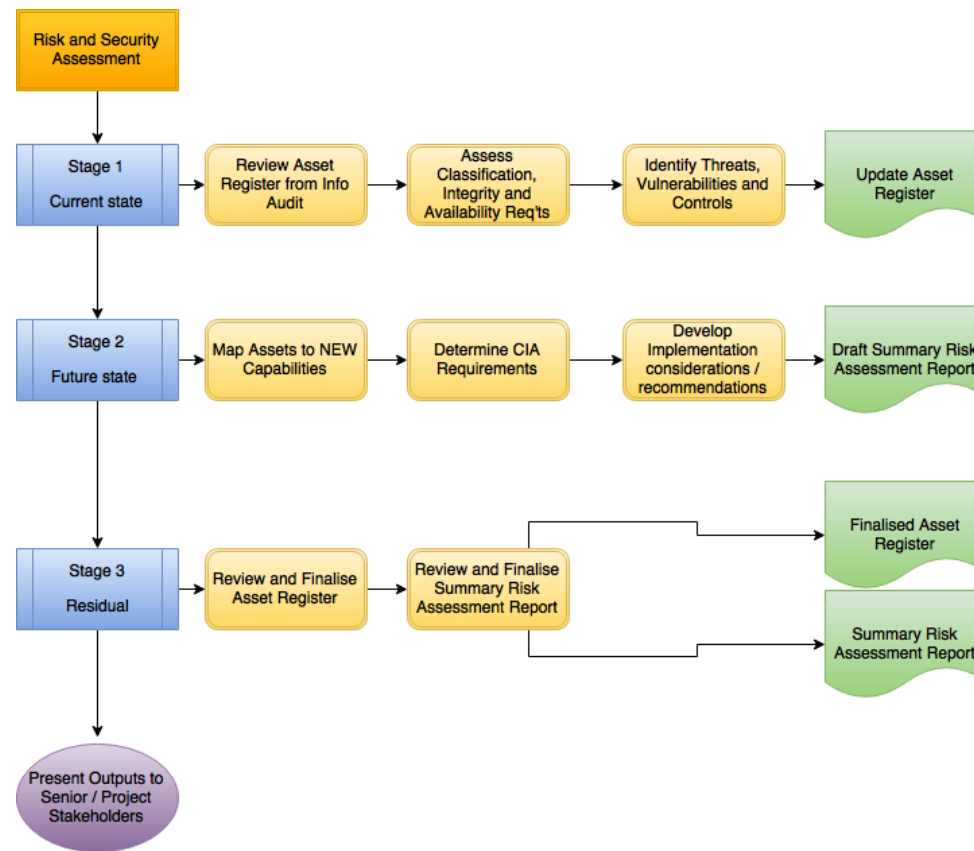 Risk and Security
Assessment
Stage 1
Current state
Review Asset
Register from Info
Audit
Assess
Classification,
Integrity and
Availability Req'ts
Identify Threats,
Vulnerabilities and
Controls
Update Asset
Register
Stage 2
Future state
Map Assets to NEW
Capabilities
Determine CIA
Requirements
Develop
Implementation
considerations /
recommendations
Draft Summary Risk
Assessment Report
Stage 3
Residual
Review and Finalise
Asset Register
Review and Finalise
Summary Risk
Assessment Report
Finalised Asset
Register
Summary Risk
Assessment Report
Present Outputs to
Senior / Project
Stakeholders